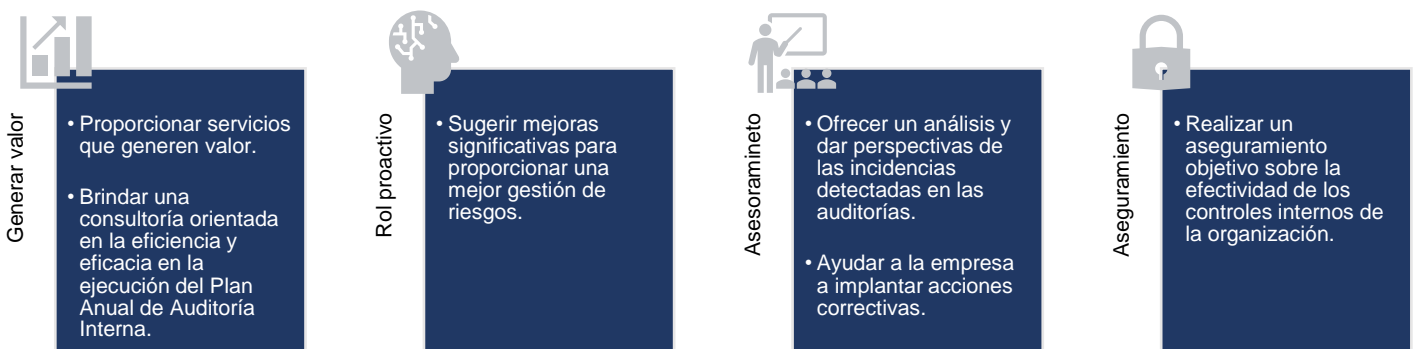 Generar valor
• Proporcionar servicios
que generen valor.
• Brindar una
consultoría orientada
en la eficiencia y
eficacia en la
ejecución del Plan
Anual de Auditoría
Interna.
Rol proactivo
• Sugerir mejoras
significativas para
proporcionar una
mejor gestión de
riesgos.
Asesoramineto
• Ofrecer un análisis y
dar perspectivas de
las incidencias
detectadas en las
auditorías.
• Ayudar a la empresa
a implantar acciones
correctivas.
Aseguramiento
• Realizar un
aseguramiento
objetivo sobre la
efectividad de los
controles internos de
la organización.